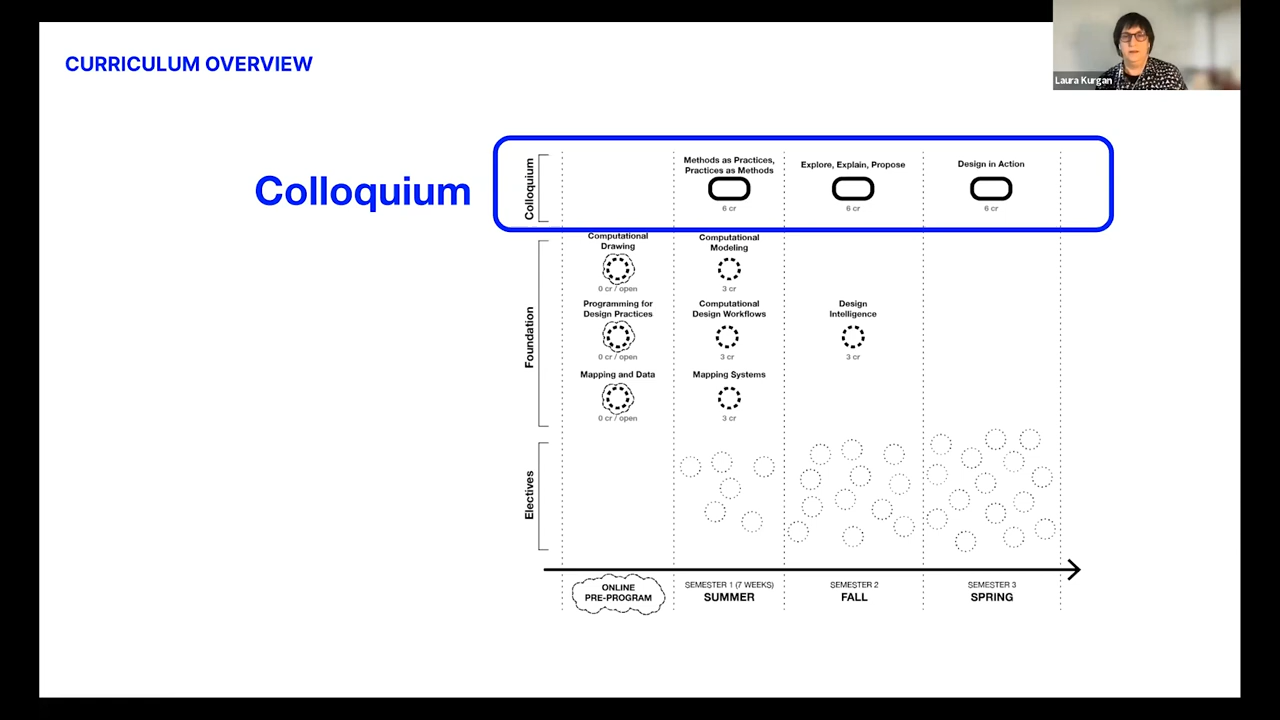 CURRICULUM OVERVIEW
Laura Kurgan
Colloquium
Colloquium
Methods as Practices,
Practices as Methods
6 cr
Explore, Explain, Propose
6 cr
Design in Action
6 cr
Foundation
Computational
Drawing
0 cr / open
Computational
Modeling
3 cr
Programming for
Design Practices
0 cr / open
Computational
Design Workflows
3 cr
Design
Intelligence
3 cr
Mapping and Data
0 cr / open
Mapping Systems
3 cr
Electives
ONLINE
PRE-PROGRAM
SEMESTER 1 (7 WEEKS)
SUMMER
SEMESTER 2
FALL
SEMESTER 3
SPRING